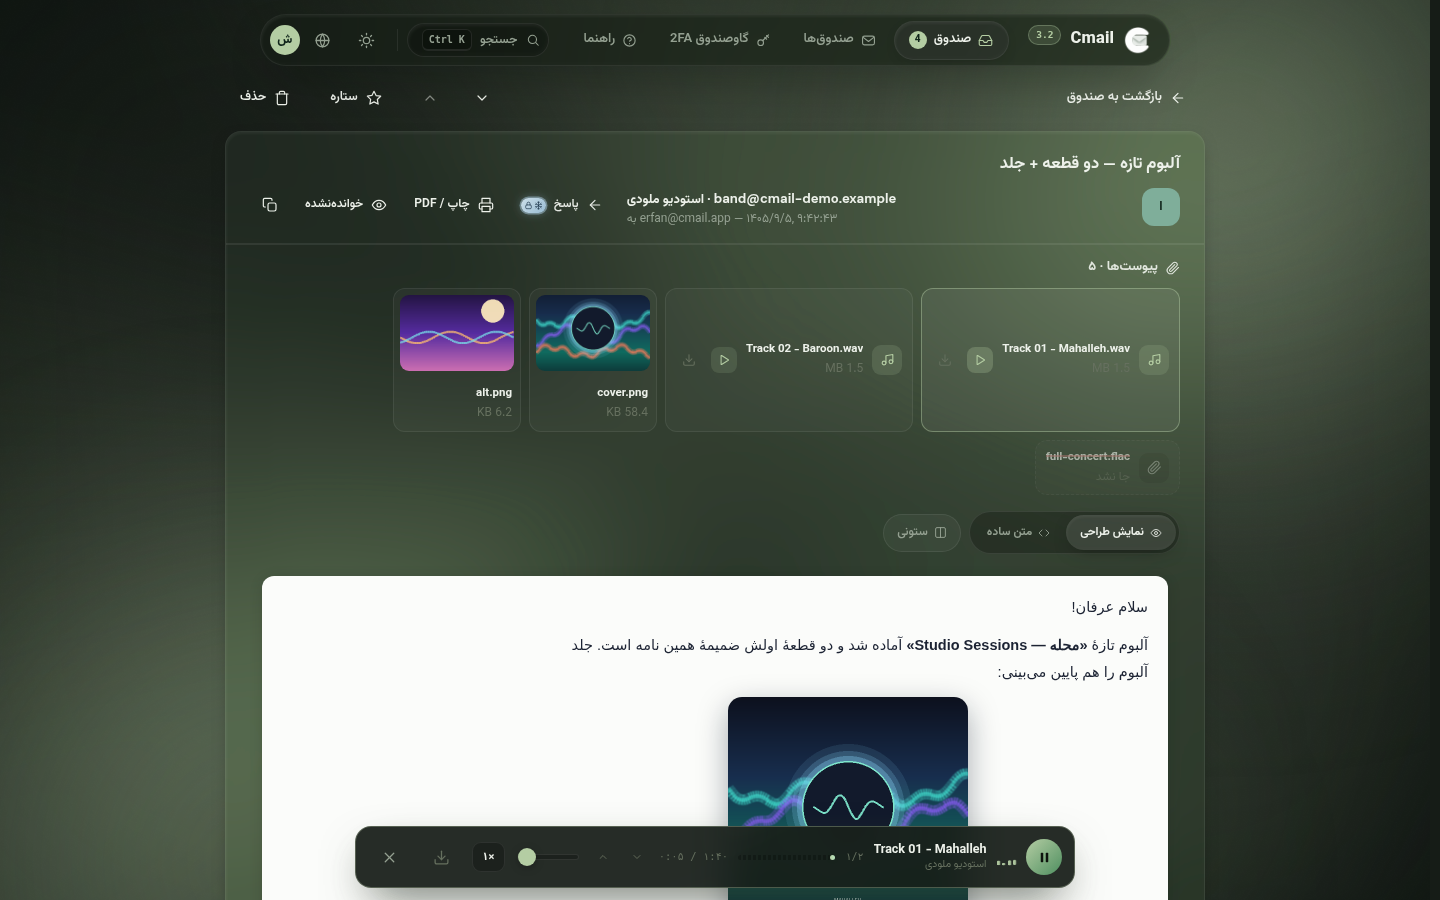 Cmail 3.2
صندوق 4
صندوق‌ها
گاوصندوق 2FA
راهنما
جستجو Ctrl K
ش
بازگشت به صندوق
ستاره
حذف
آلبوم تازه — دو قطعه + جلد
ا
استودیو ملودی · band@cmail-demo.example
به erfan@cmail.app — ۱۴۰۵/۹/۵, ۹:۴۲:۴۳
پاسخ
چاپ / PDF
خوانده‌نشده
پیوست‌ها · ۵
Track 01 - Mahalleh.wav
1.5 MB
Track 02 - Baroon.wav
1.5 MB
cover.png
58.4 KB
alt.png
6.2 KB
full-concert.flac
جا نشد
نمایش طراحی
متن ساده
ستونی
سلام عرفان!
آلبوم تازهٔ «محله — Studio Sessions» آماده شد و دو قطعهٔ اولش ضمیمهٔ همین نامه است. جلد
آلبوم را هم پایین می‌بینی:
Track 01 - Mahalleh
استودیو ملودی
۱/۲
۰:۰۵ / ۱:۴۰
۱×